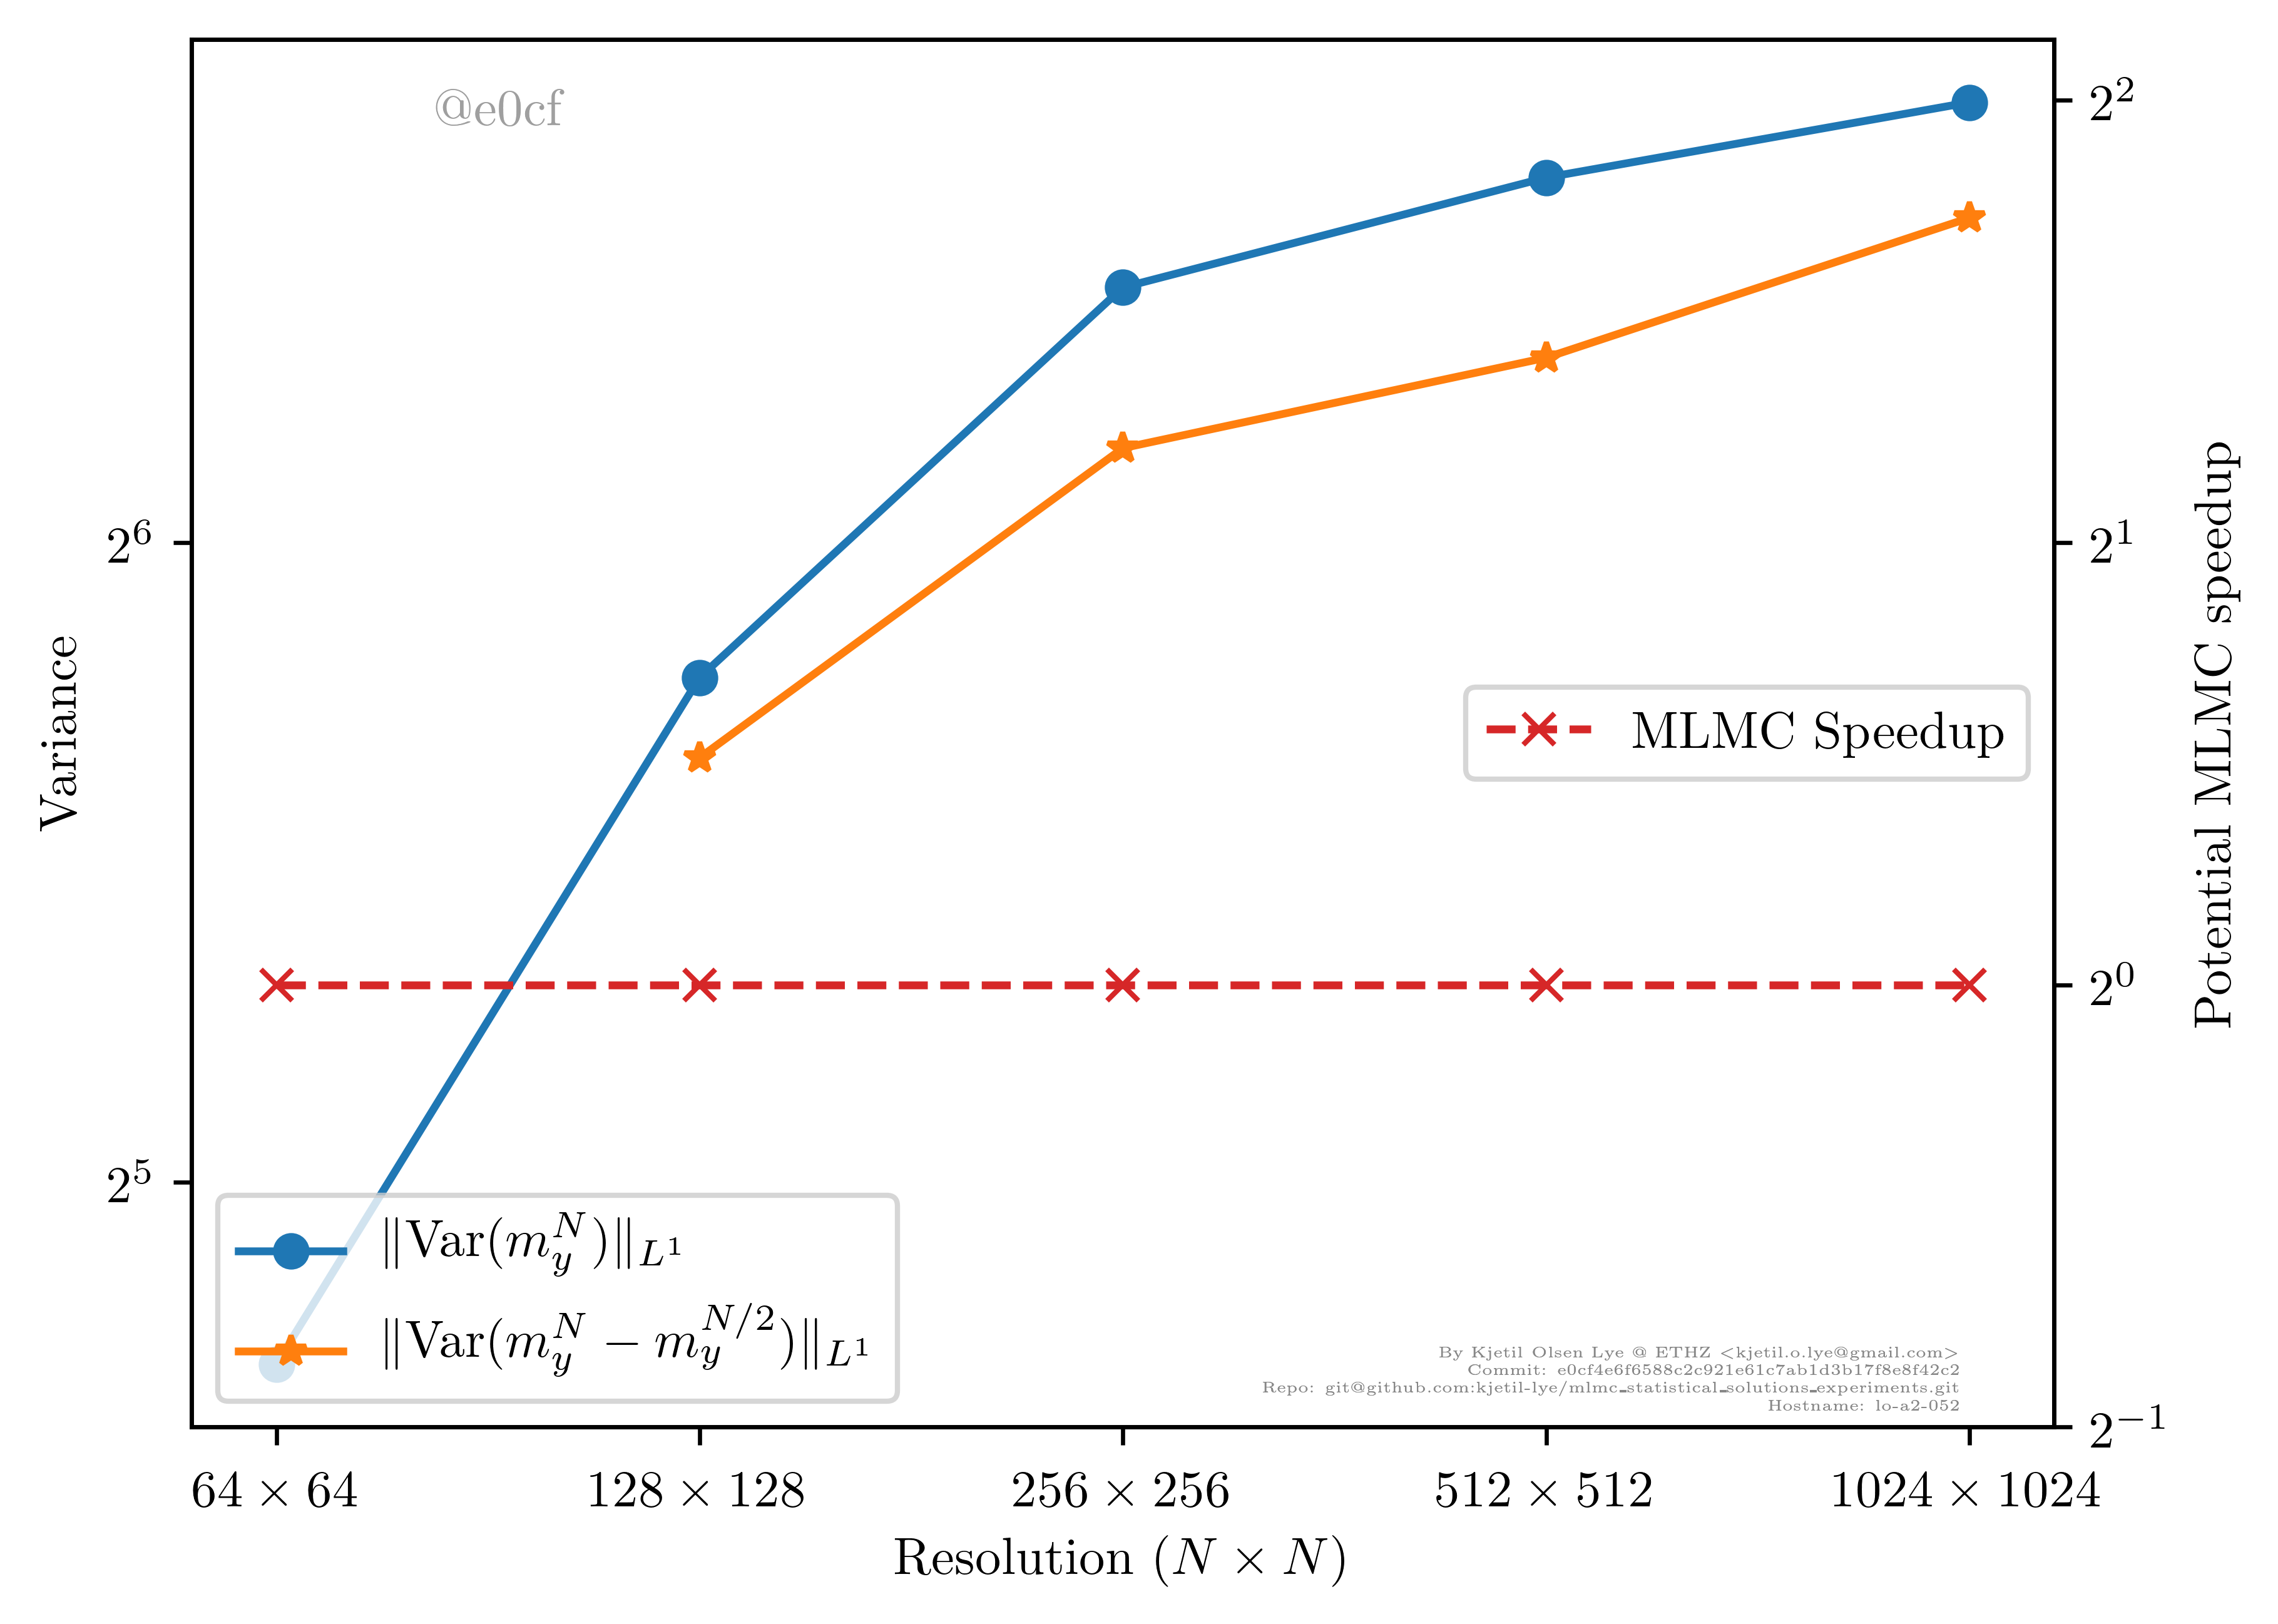 @e0cf
2^2
2^6
2^1
Variance
Potential MLMC speedup
MLMC Speedup
2^0
2^5
‖Var(m_y^N)‖_{L^1}
‖Var(m_y^N − m_y^{N/2})‖_{L^1}
By Kjetil Olsen Lye @ ETHZ <kjetil.o.lye@gmail.com>
Commit: e0cf4e6f6588c2c921e61c7ab1d3b17f8e8f42c2
Repo: git@github.com:kjetil-lye/mlmc_statistical_solutions_experiments.git
Hostname: lo-a2-052
2^{−1}
64 × 64 128 × 128 256 × 256 512 × 512 1024 × 1024
Resolution (N × N)